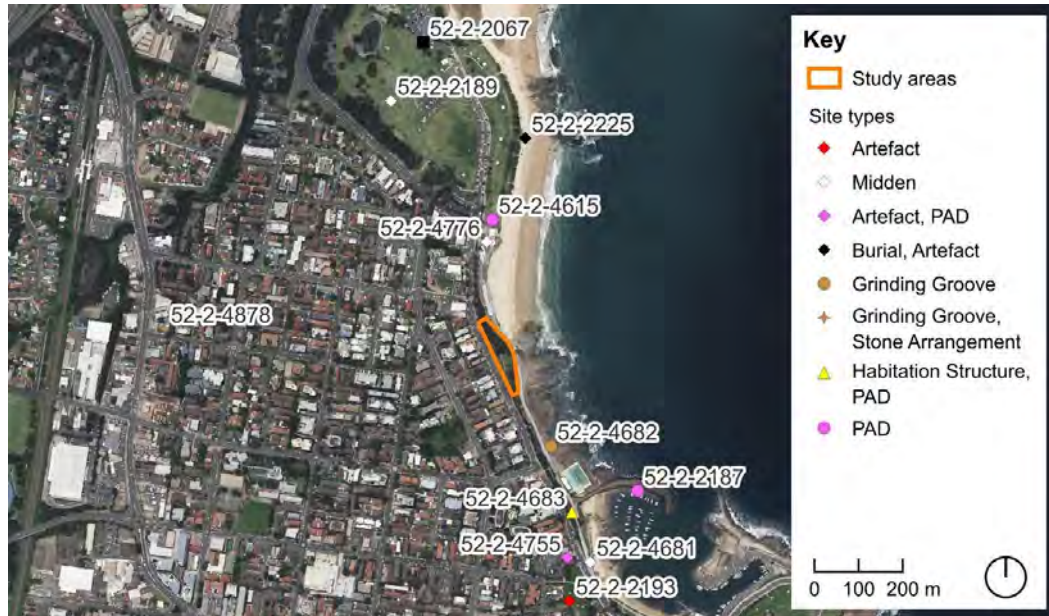 52-2-2067
52-2-2189
52-2-2225
52-2-4615
52-2-4776
52-2-4878
52-2-4682
52-2-2187
52-2-4683
52-2-4755
52-2-4681
52-2-2193
Key
Study areas
Site types
Artefact
Midden
Artefact, PAD
Burial, Artefact
Grinding Groove
Grinding Groove,
Stone Arrangement
Habitation Structure,
PAD
PAD
0 100 200 m